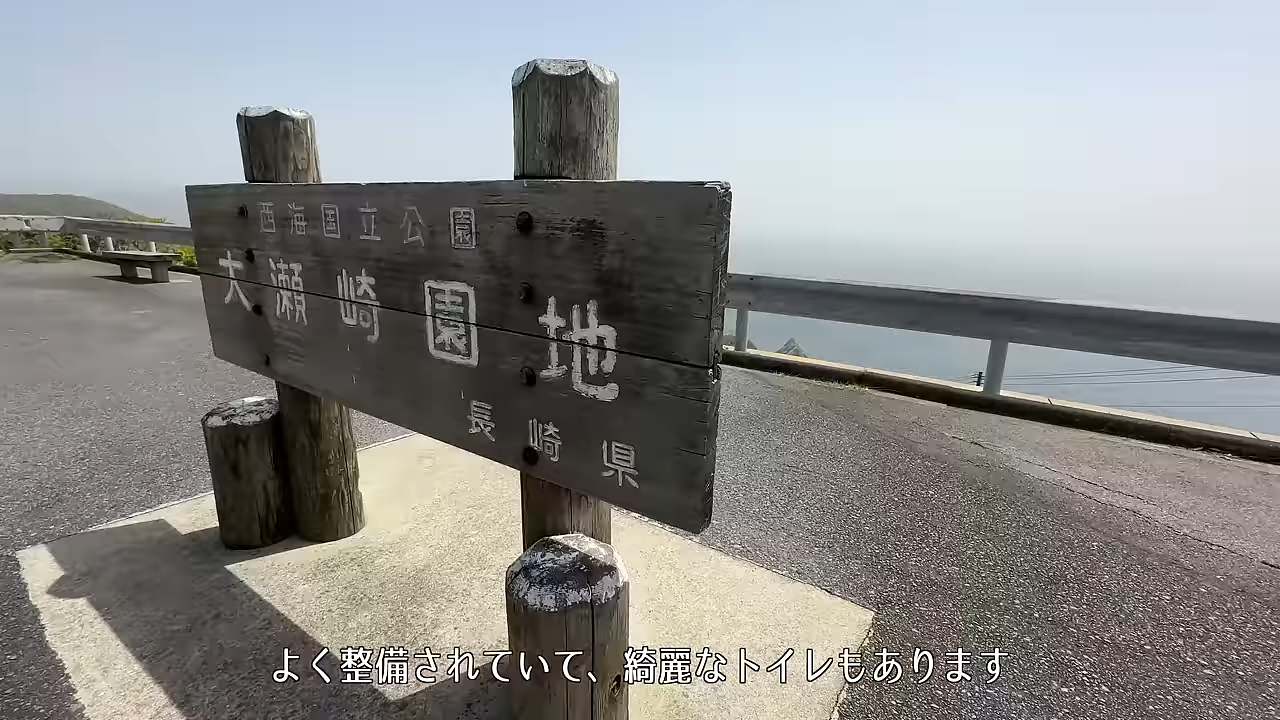 西海国立公園
大瀬崎園地
長崎県
よく整備されていて、綺麗なトイレもあります